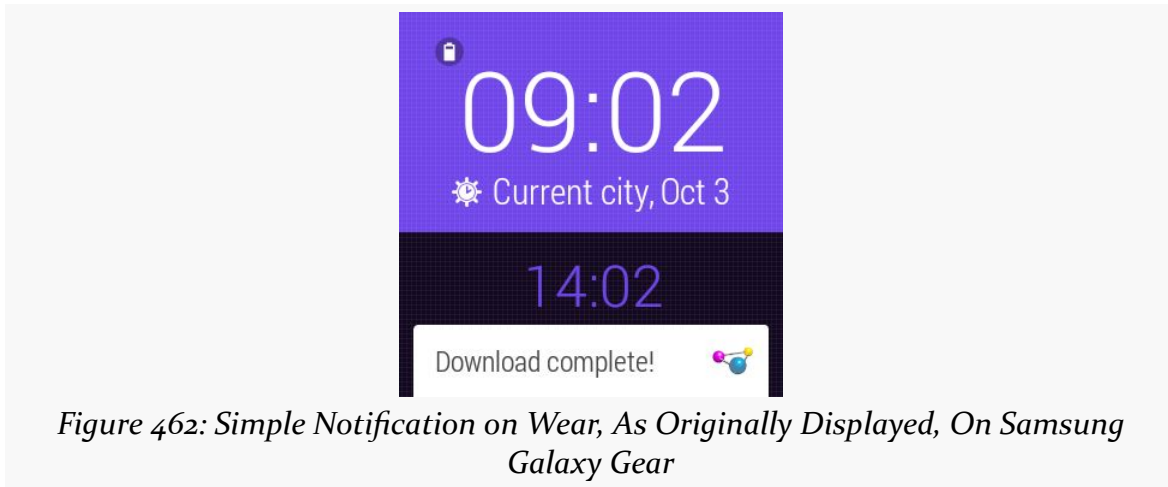 09:02
Current city, Oct 3
14:02
Download complete!
Figure 462: Simple Notification on Wear, As Originally Displayed, On Samsung
Galaxy Gear